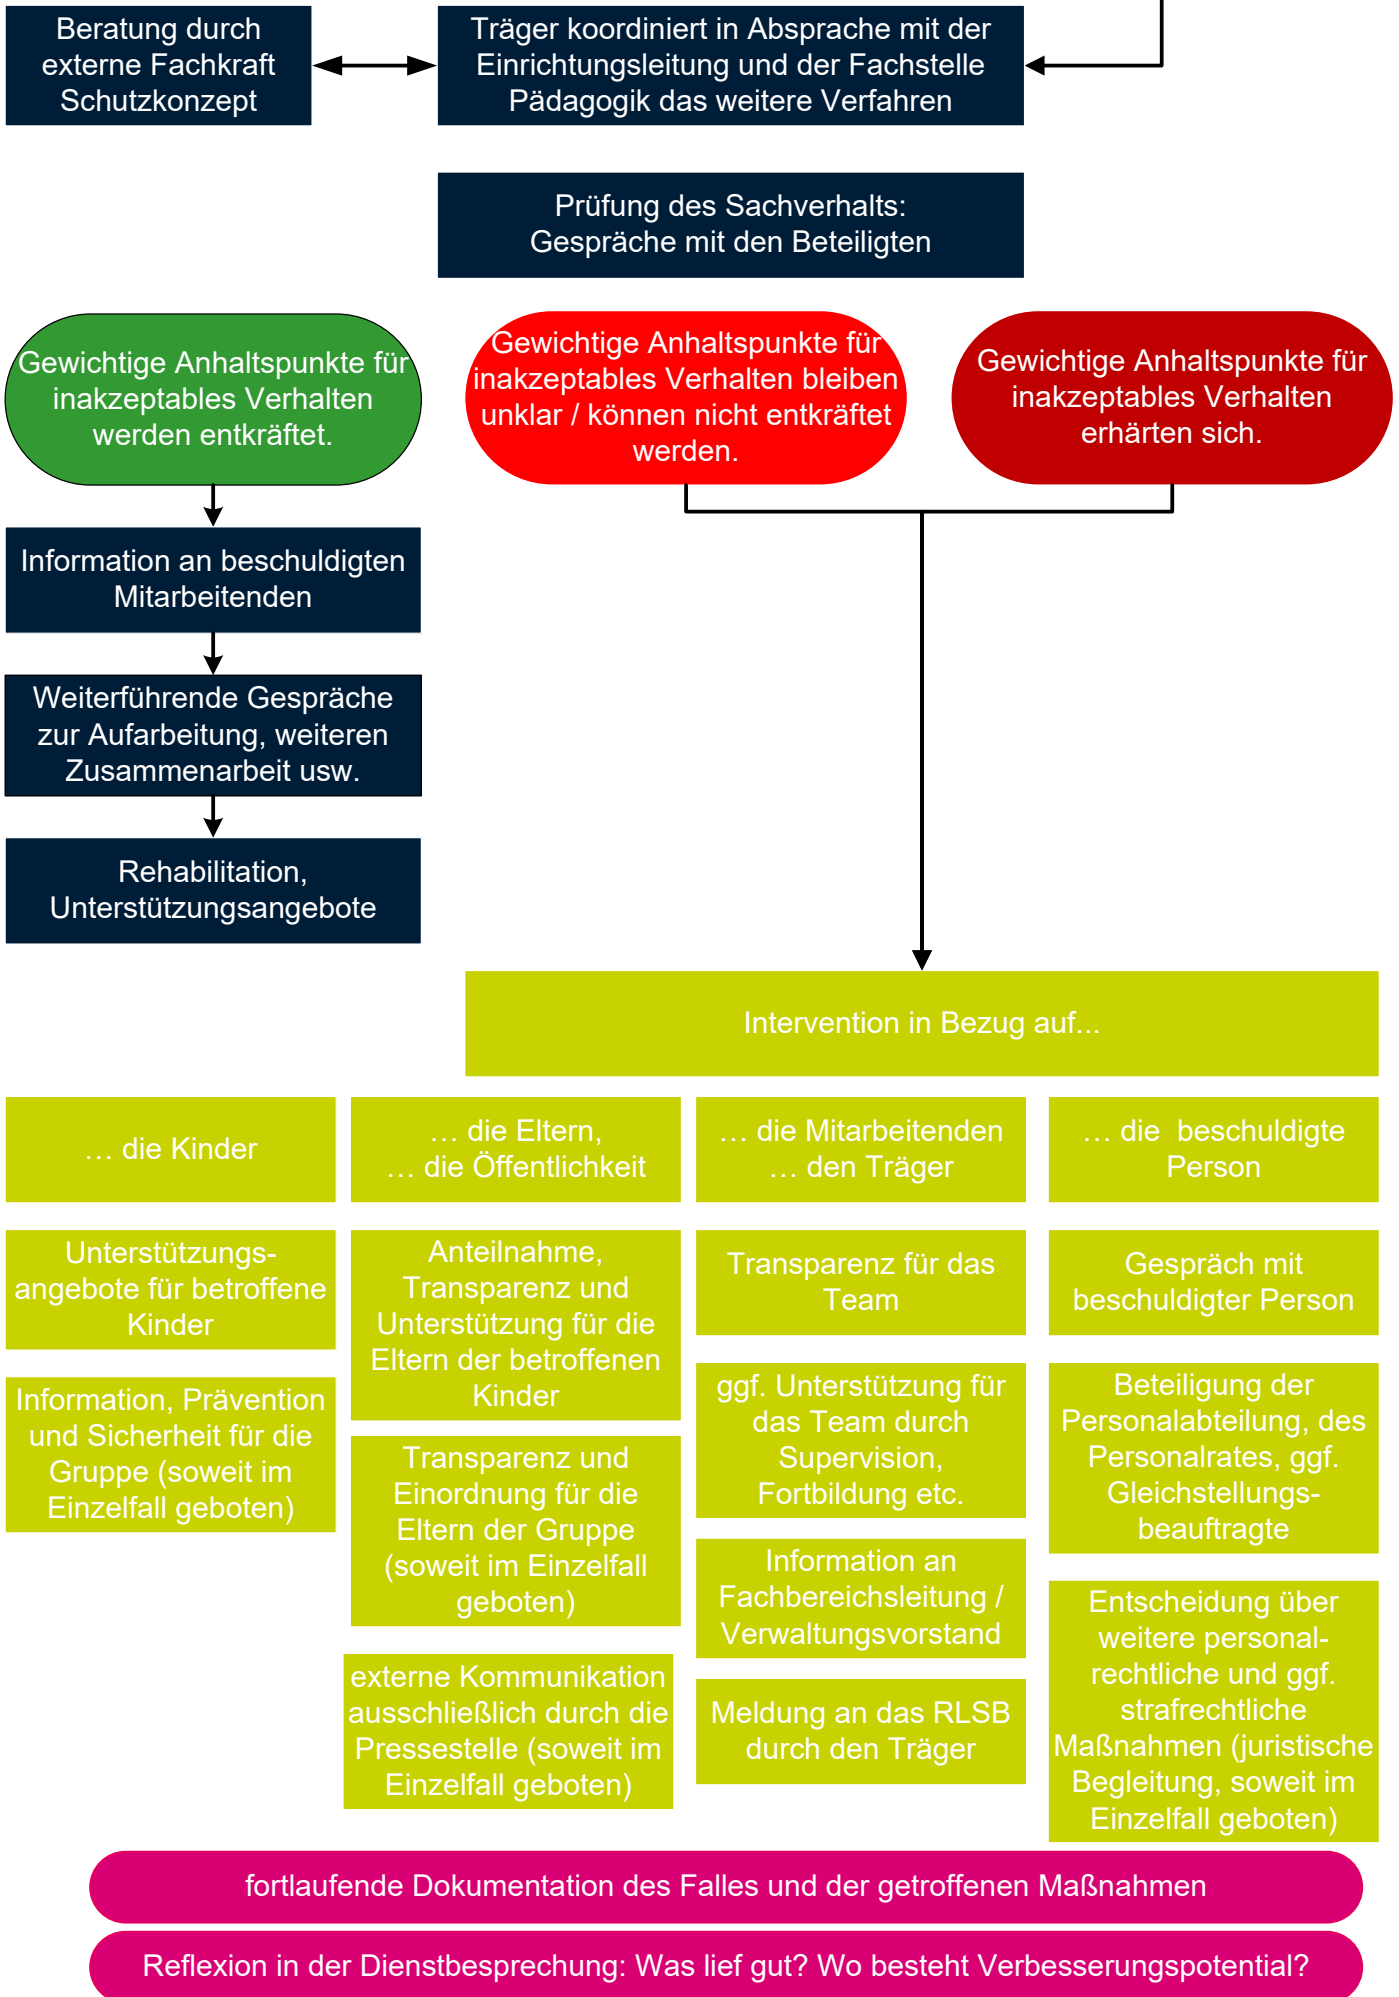 Beratung durch
externe Fachkraft
Schutzkonzept
Träger koordiniert in Absprache mit der
Einrichtungsleitung und der Fachstelle
Pädagogik das weitere Verfahren
Prüfung des Sachverhalts:
Gespräche mit den Beteiligten
Gewichtige Anhaltspunkte für
inakzeptables Verhalten
werden entkräftet.
Gewichtige Anhaltspunkte für
inakzeptables Verhalten bleiben
unklar / können nicht entkräftet
werden.
Gewichtige Anhaltspunkte für
inakzeptables Verhalten
erhärten sich.
Information an beschuldigten
Mitarbeitenden
Weiterführende Gespräche
zur Aufarbeitung, weiteren
Zusammenarbeit usw.
Rehabilitation,
Unterstützungsangebote
Intervention in Bezug auf...
… die Kinder
… die Eltern,
… die Öffentlichkeit
… die Mitarbeitenden
… den Träger
… die  beschuldigte
Person
Unterstützungs-
angebote für betroffene
Kinder
Information, Prävention
und Sicherheit für die
Gruppe (soweit im
Einzelfall geboten)
Anteilnahme,
Transparenz und
Unterstützung für die
Eltern der betroffenen
Kinder
Transparenz und
Einordnung für die
Eltern der Gruppe
(soweit im Einzelfall
geboten)
externe Kommunikation
ausschließlich durch die
Pressestelle (soweit im
Einzelfall geboten)
Transparenz für das
Team
ggf. Unterstützung für
das Team durch
Supervision,
Fortbildung etc.
Information an
Fachbereichsleitung /
Verwaltungsvorstand
Meldung an das RLSB
durch den Träger
Gespräch mit
beschuldigter Person
Beteiligung der
Personalabteilung, des
Personalrates, ggf.
Gleichstellungs-
beauftragte
Entscheidung über
weitere personal-
rechtliche und ggf.
strafrechtliche
Maßnahmen (juristische
Begleitung, soweit im
Einzelfall geboten)
fortlaufende Dokumentation des Falles und der getroffenen Maßnahmen
Reflexion in der Dienstbesprechung: Was lief gut? Wo besteht Verbesserungspotential?